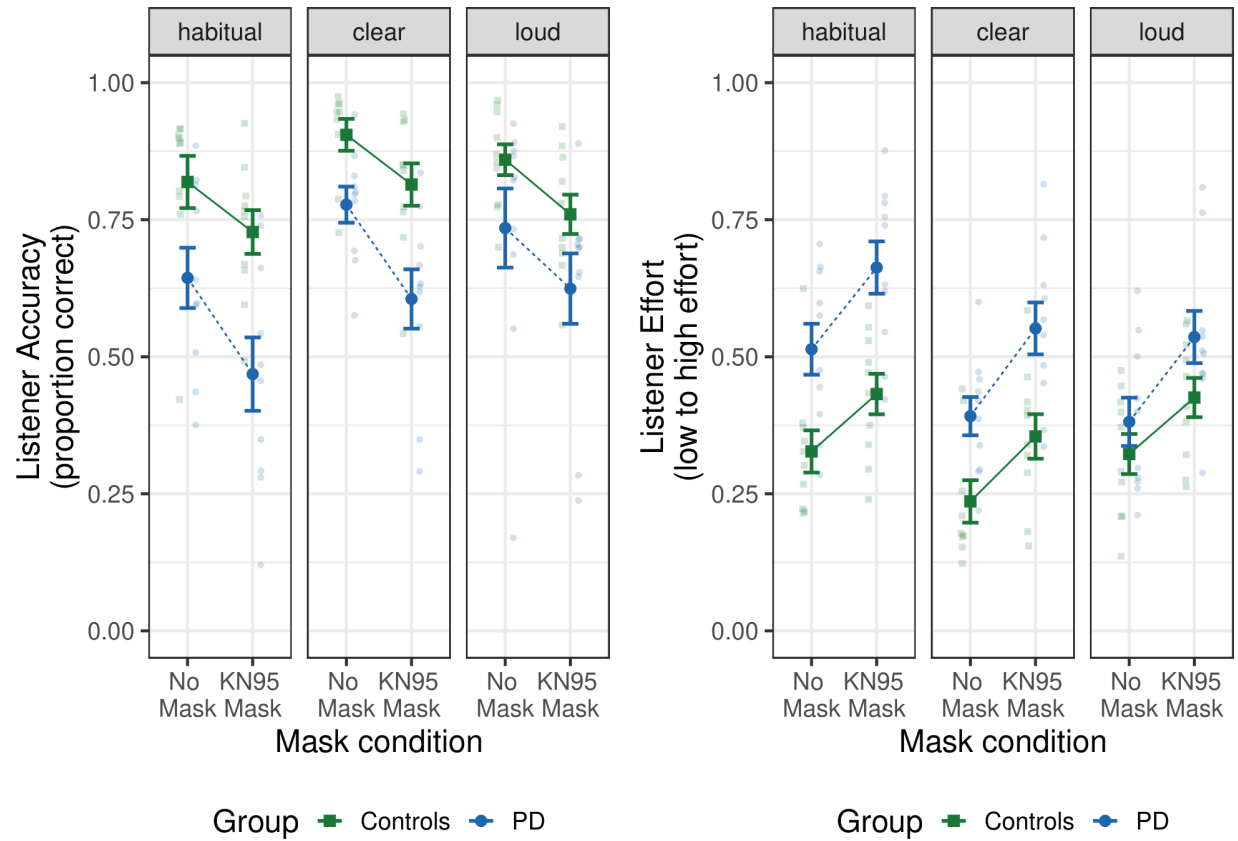 habitual clear loud
Listener Accuracy
(proportion correct)
1.00
0.75
0.50
0.25
0.00
No KN95 No KN95 No KN95
Mask Mask Mask Mask Mask Mask
Mask condition
Group Controls PD
habitual clear loud
Listener Effort
(low to high effort)
1.00
0.75
0.50
0.25
0.00
No KN95 No KN95 No KN95
Mask Mask Mask Mask Mask Mask
Mask condition
Group Controls PD